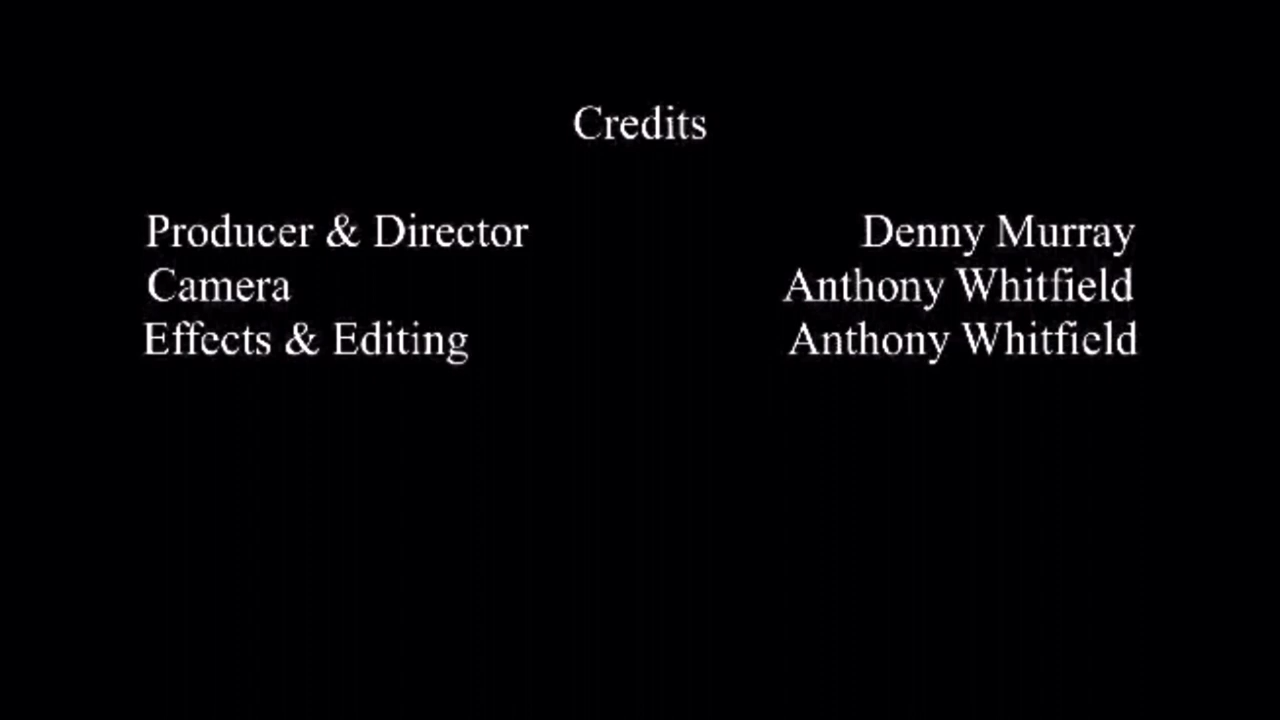 Credits
Producer & Director Denny Murray
Camera Anthony Whitfield
Effects & Editing Anthony Whitfield